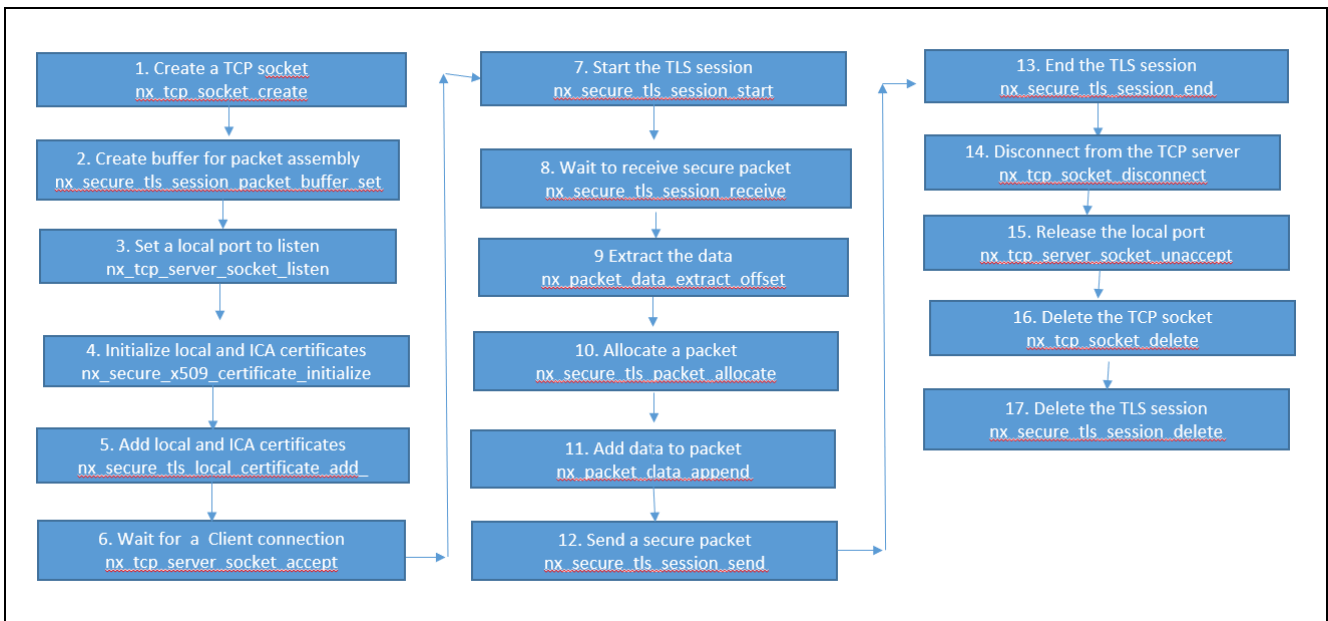 1. Create a TCP socket
nx_tcp_socket_create
2. Create buffer for packet assembly
nx_secure_tls_session_packet_buffer_set
3. Set a local port to listen
nx_tcp_server_socket_listen
4. Initialize local and ICA certificates
nx_secure_x509_certificate_initialize
5. Add local and ICA certificates
nx_secure_tls_local_certificate_add_
6. Wait for a Client connection
nx_tcp_server_socket_accept
7. Start the TLS session
nx_secure_tls_session_start
8. Wait to receive secure packet
nx_secure_tls_session_receive
9 Extract the data
nx_packet_data_extract_offset
10. Allocate a packet
nx_secure_tls_packet_allocate
11. Add data to packet
nx_packet_data_append
12. Send a secure packet
nx_secure_tls_session_send
13. End the TLS session
nx_secure_tls_session_end
14. Disconnect from the TCP server
nx_tcp_socket_disconnect
15. Release the local port
nx_tcp_server_socket_unaccept
16. Delete the TCP socket
nx_tcp_socket_delete
17. Delete the TLS session
nx_secure_tls_session_delete